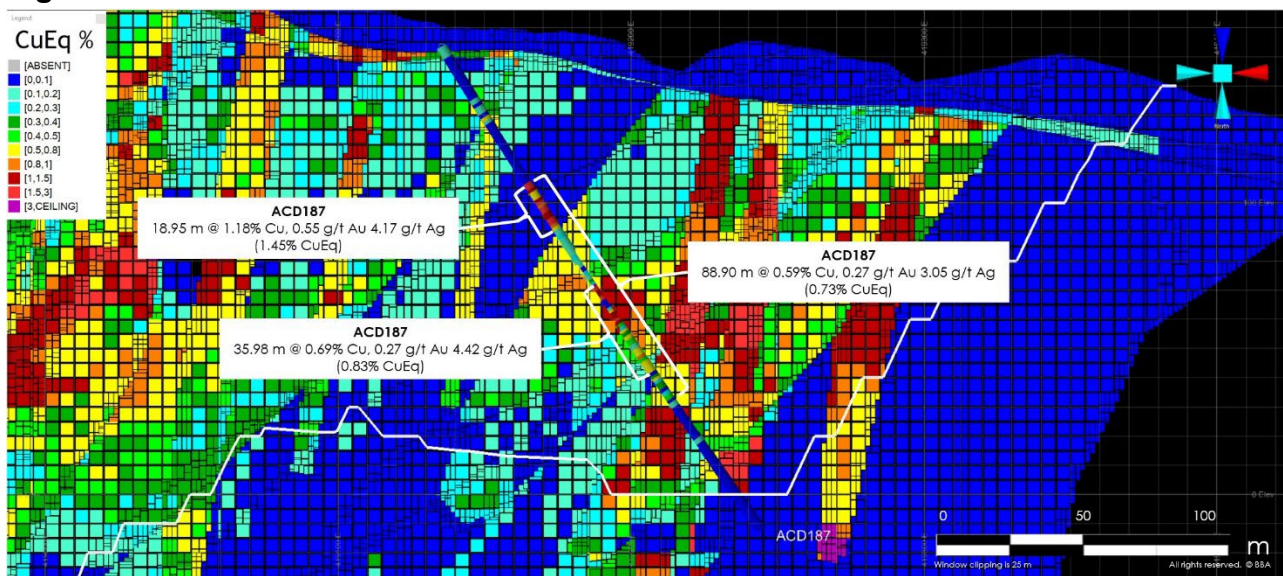 Legend
CuEq %
[ABSENT]
[0,0.1]
[0.1,0.2]
[0.2,0.3]
[0.3,0.4]
[0.4,0.5]
[0.5,0.8]
[0.8,1]
[1,1.5]
[1.5,3]
[3,CEILING]
North
100 Elev
ACD187
18.95 m @ 1.18% Cu, 0.55 g/t Au 4.17 g/t Ag
(1.45% CuEq)
ACD187
88.90 m @ 0.59% Cu, 0.27 g/t Au 3.05 g/t Ag
(0.73% CuEq)
ACD187
35.98 m @ 0.69% Cu, 0.27 g/t Au 4.42 g/t Ag
(0.83% CuEq)
0 Elev
ACD187
0 50 100
m
Window clipping is 25 m
All rights reserved. © BBA